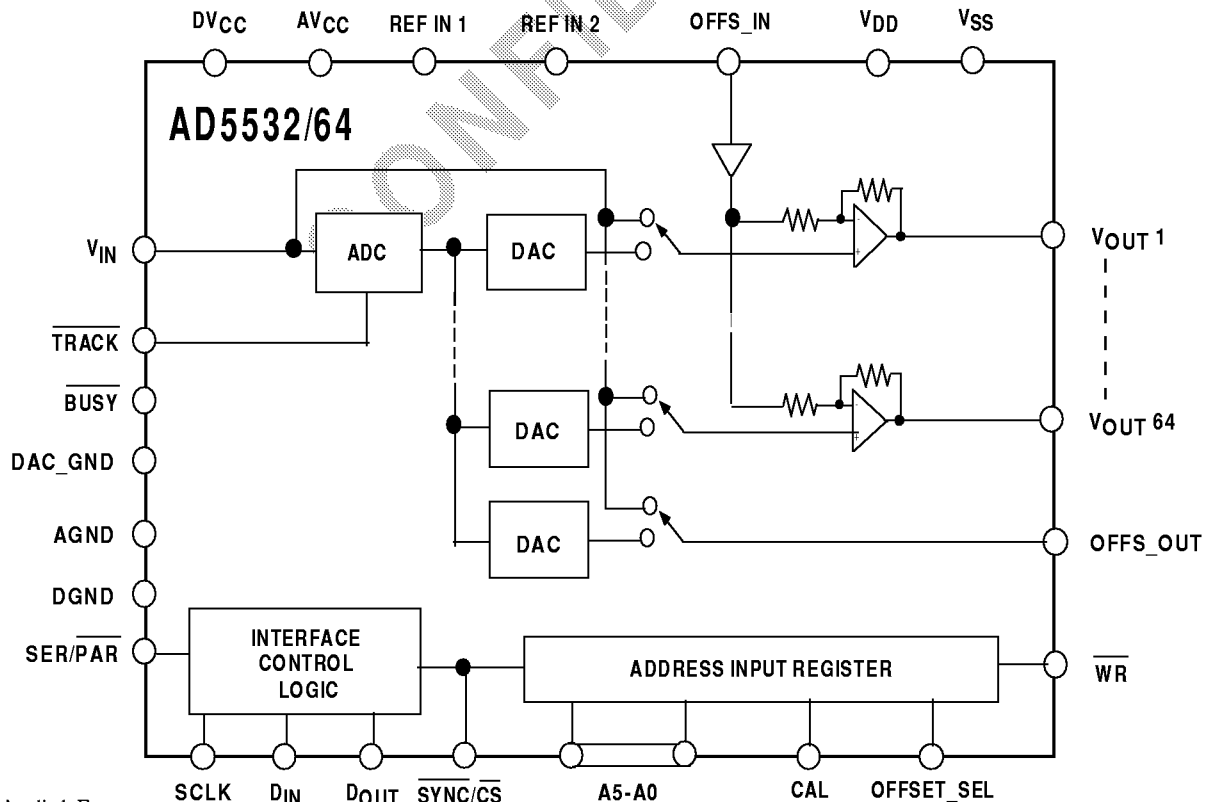 DVCC AVCC REF IN 1 REF IN 2 OFFS_IN VDD VSS
AD5532/64
CONFI
VIN
ADC
DAC
VOUT 1
TRACK
BUSY
DAC
VOUT 64
DAC_GND
AGND
DAC
OFFS_OUT
DGND
SER/PAR
INTERFACE
CONTROL
LOGIC
ADDRESS INPUT REGISTER
WR
SCLK DIN DOUT SYNC/CS A5-A0 CAL OFFSET_SEL
- +
- +